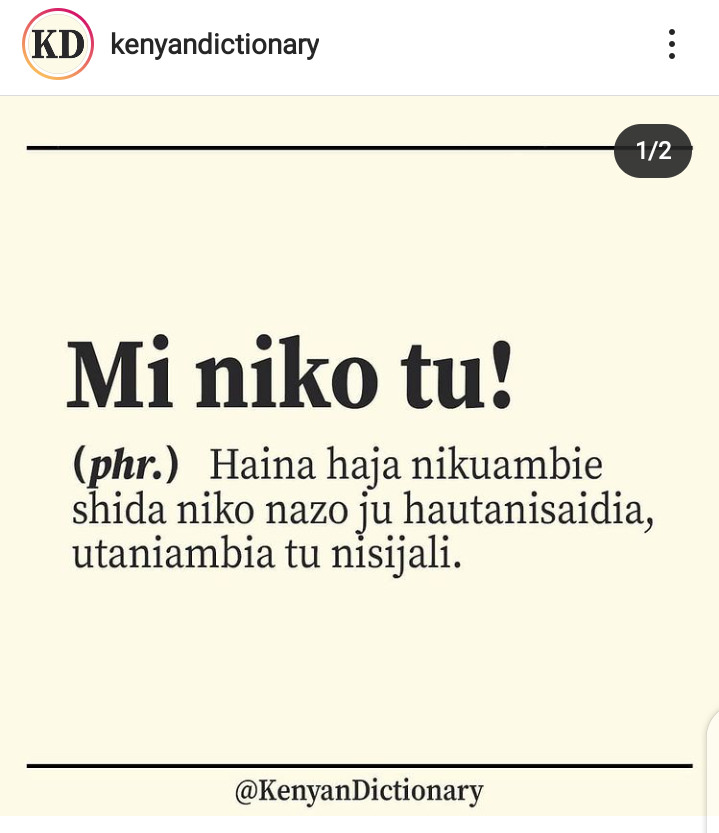 KD kenyandictionary
1/2
Mi niko tu!
(phr.) Haina haja nikuambie
shida niko nazo ju hautanisaidia,
utaniambia tu nisijali.
@KenyanDictionary